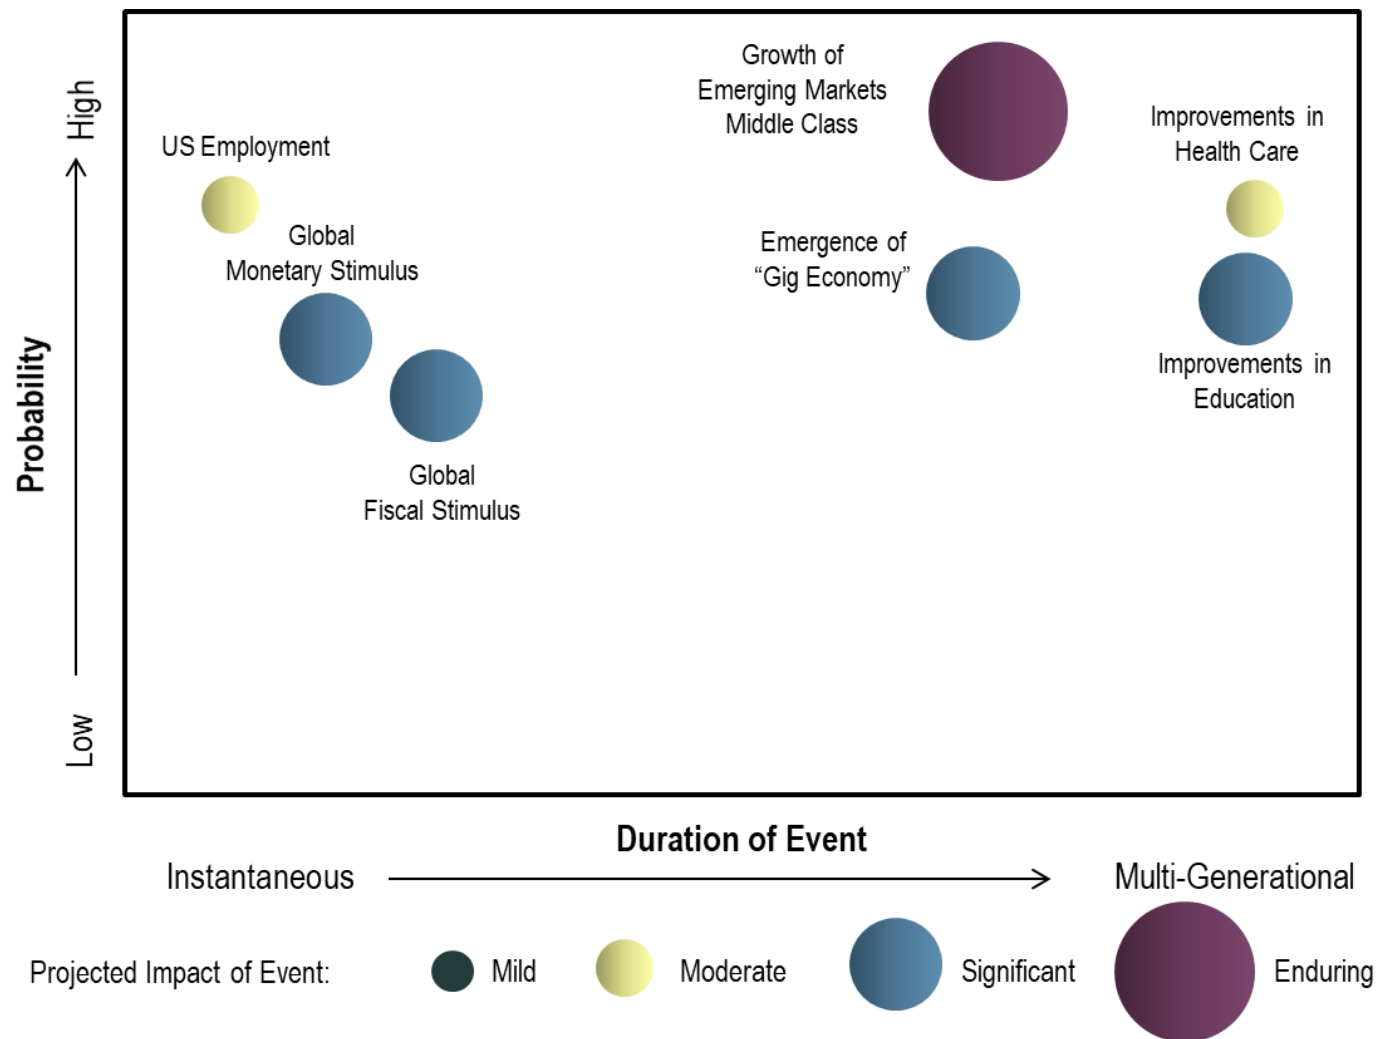 High
Probability
Low
US Employment
Global
Monetary Stimulus
Global
Fiscal Stimulus
Growth of
Emerging Markets
Middle Class
Emergence of
“Gig Economy”
Improvements in
Health Care
Improvements in
Education
Duration of Event
Instantaneous
Multi-Generational
Projected Impact of Event:
Mild
Moderate
Significant
Enduring